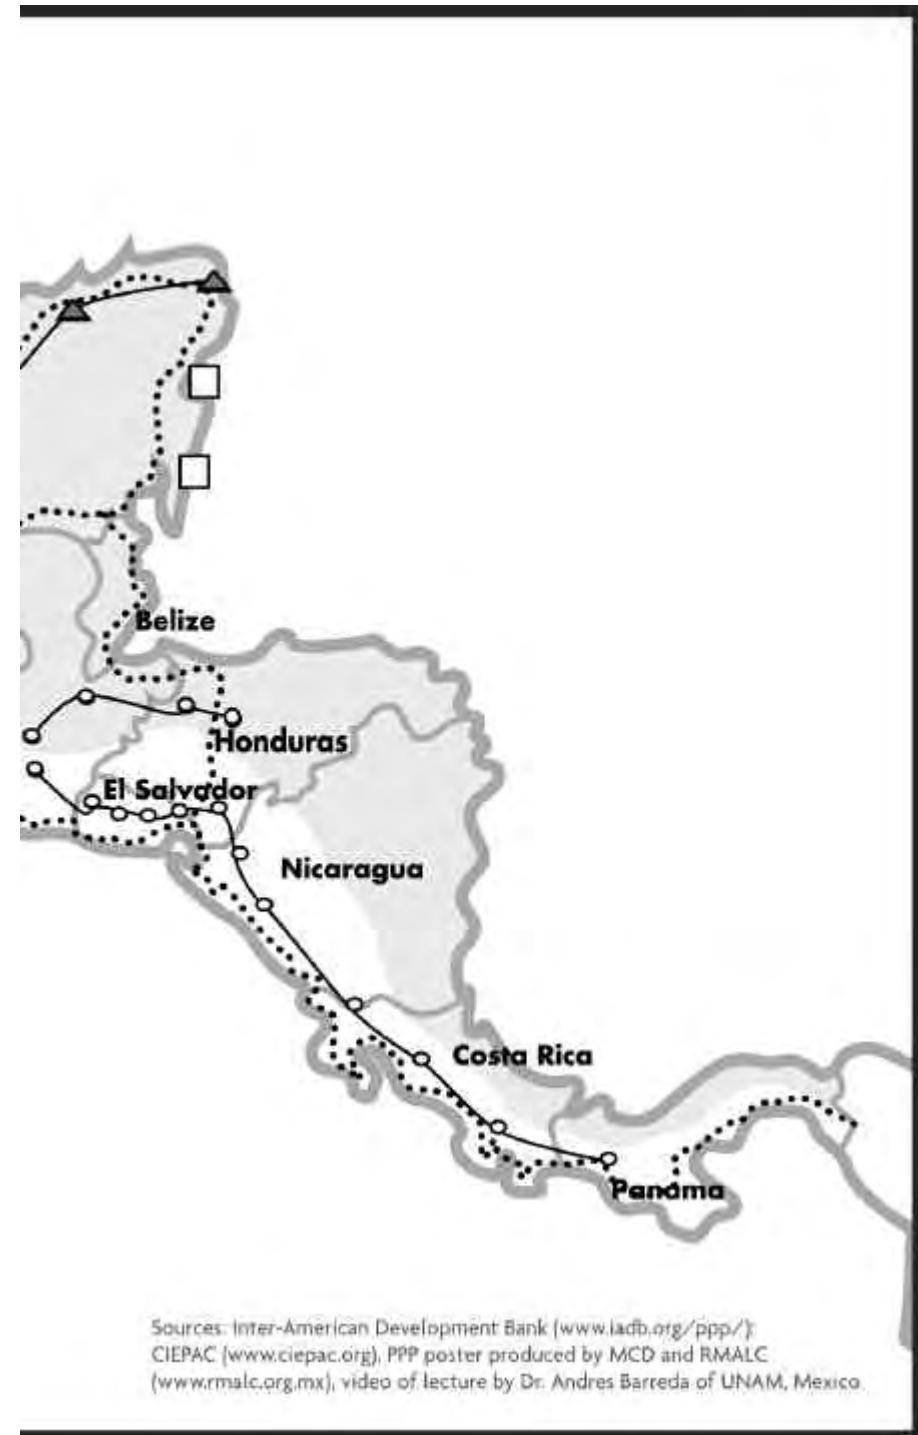 Belize
Honduras
El Salvador
Nicaragua
Costa Rica
Panama
Sources: Inter-American Development Bank (www.iadb.org/ppp/);
CIEPAC (www.ciepac.org), PPP poster produced by MCD and RMALC
(www.rmalc.org.mx), video of lecture by Dr. Andres Barreda of UNAM, Mexico.